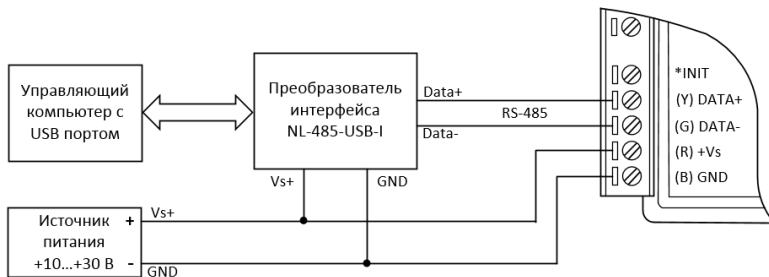 Управляющий
компьютер с
USB портом
Преобразователь
интерфейса
NL-485-USB-I
Data+
Data-
RS-485
*INIT
(Y) DATA+
(G) DATA-
(R) +Vs
(B) GND
Vs+
GND
Источник
питания
+10...+30 В
+
-
Vs+
GND